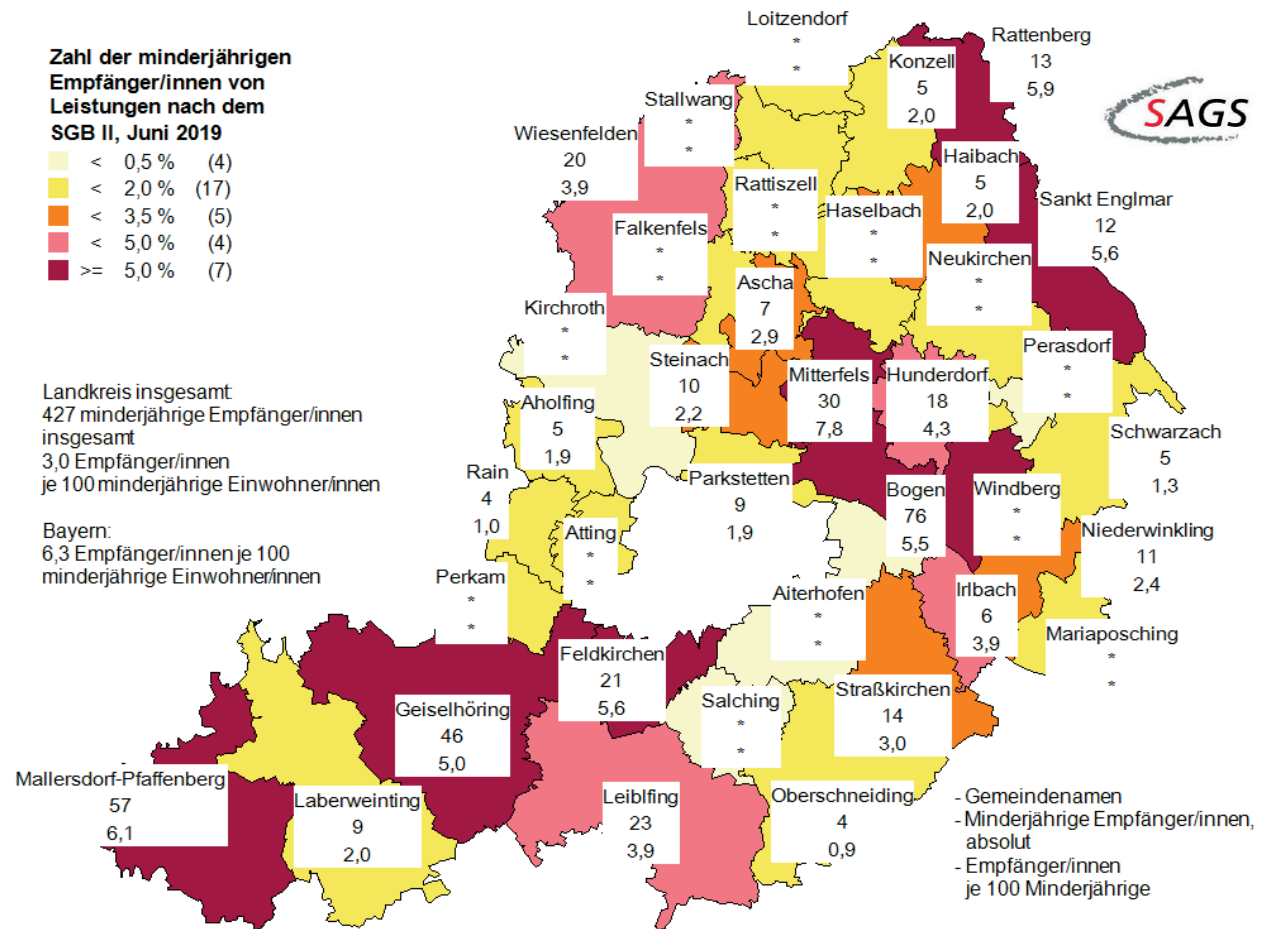 Zahl der minderjährigen
Empfänger/innen von
Leistungen nach dem
SGB II, Juni 2019
< 0,5 % (4)
< 2,0 % (17)
< 3,5 % (5)
< 5,0 % (4)
>= 5,0 % (7)
Landkreis insgesamt:
427 minderjährige Empfänger/innen
insgesamt
3,0 Empfänger/innen
je 100 minderjährige Einwohner/innen
Bayern:
6,3 Empfänger/innen je 100
minderjährige Einwohner/innen
SAGS
Loitzendorf
*
*
Rattenberg
13
5,9
Konzell
5
2,0
Stallwang
*
*
Wiesenfelden
20
3,9
Haibach
5
2,0
Rattiszell
*
*
Sankt Englmar
12
5,6
Haselbach
*
*
Falkenfels
*
*
Neukirchen
*
*
Ascha
7
2,9
Kirchroth
*
*
Perasdorf
*
*
Steinach
10
2,2
Mitterfels
30
7,8
Hunderdorf
18
4,3
Aholfing
5
1,9
Schwarzach
5
1,3
Rain
4
1,0
Parkstetten
9
1,9
Bogen
76
5,5
Windberg
*
*
Atting
*
*
Niederwinkling
11
2,4
Perkam
*
*
Aiterhofen
*
*
Irlbach
6
3,9
Mariaposching
*
*
Feldkirchen
21
5,6
Salching
*
*
Straßkirchen
14
3,0
Geiselhöring
46
5,0
Mallersdorf-Pfaffenberg
57
6,1
Laberweinting
9
2,0
Leiblfing
23
3,9
Oberschneiding
4
0,9
- Gemeindenamen
- Minderjährige Empfänger/innen,
absolut
- Empfänger/innen
je 100 Minderjährige